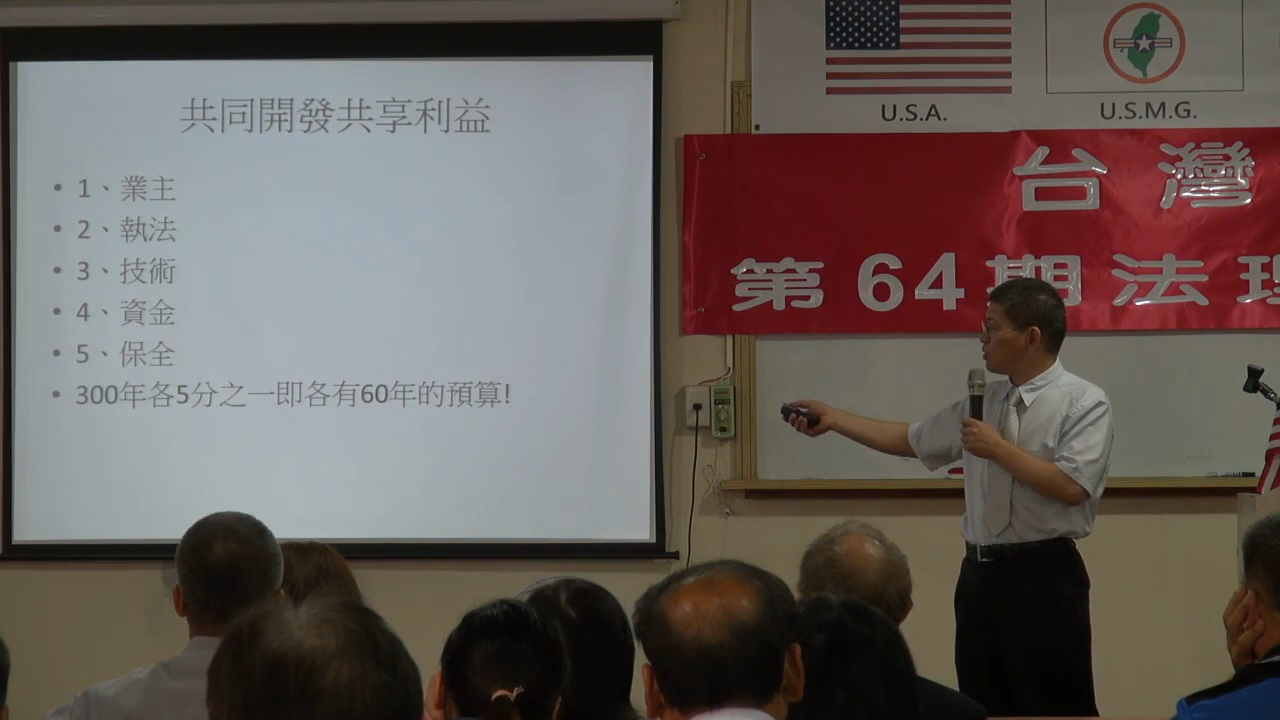 共同開發共享利益
• 1、業主
• 2、執法
• 3、技術
• 4、資金
• 5、保全
• 300年各5分之一即各有60年的預算!
U.S.A.
U.S.M.G.
台灣
第64期法理